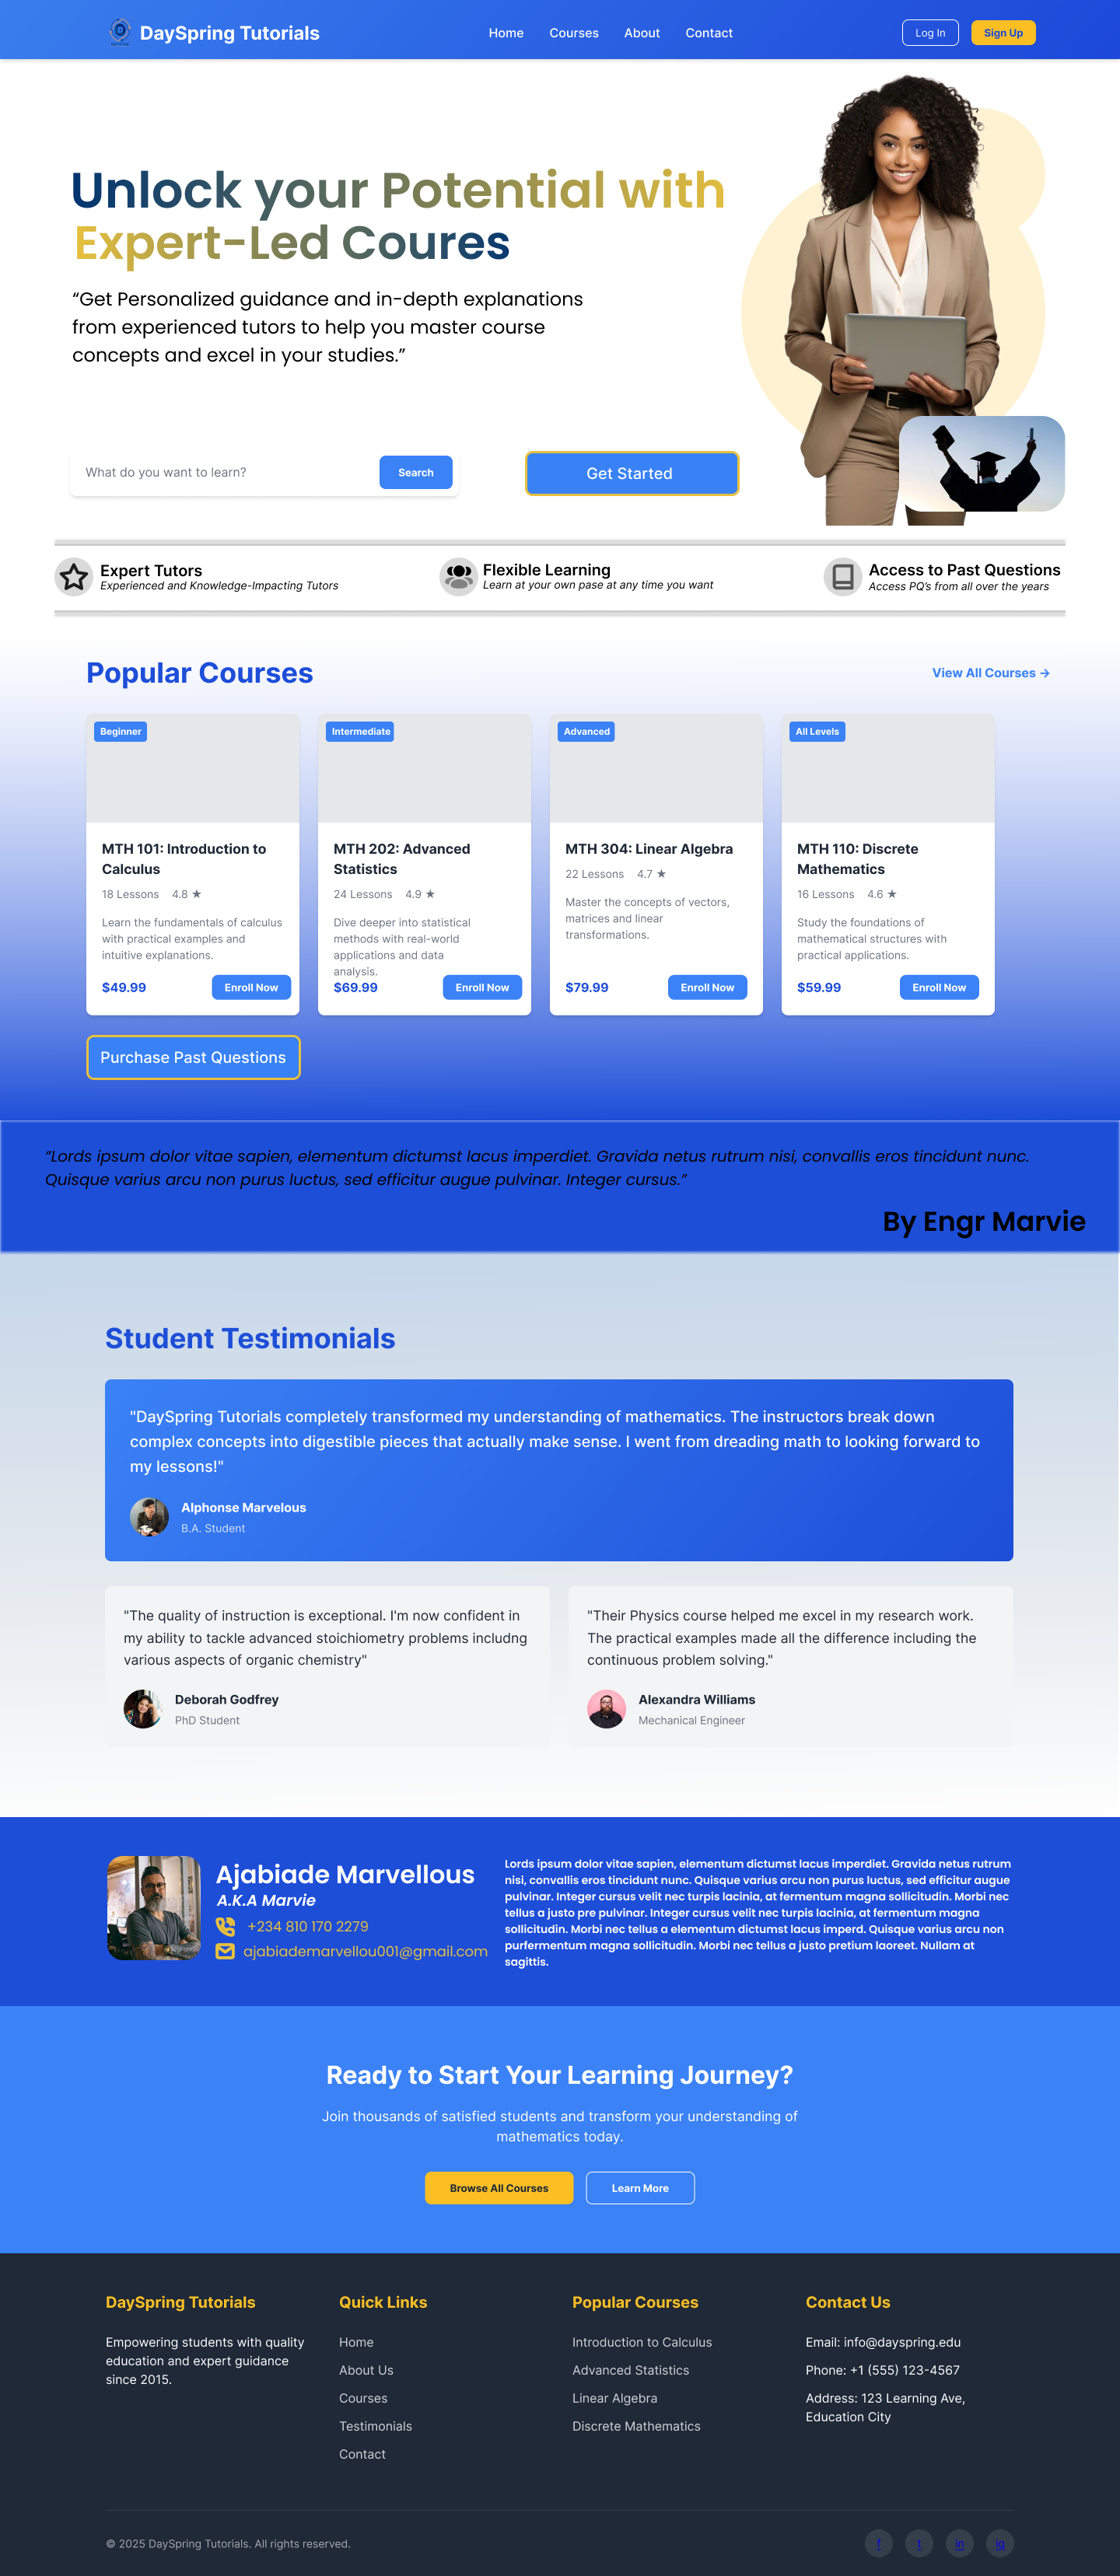 DaySpring Tutorials
Home Courses About Contact
Log In
Sign Up
Unlock your Potential with
Expert-Led Coures
“Get Personalized guidance and in-depth explanations
from experienced tutors to help you master course
concepts and excel in your studies.”
What do you want to learn?
Search
Get Started
Expert Tutors
Experienced and Knowledge-Impacting Tutors
Flexible Learning
Learn at your own pase at any time you want
Access to Past Questions
Access PQ's from all over the years
Popular Courses
View All Courses →
Beginner
MTH 101: Introduction to
Calculus
18 Lessons 4.8 ★
Learn the fundamentals of calculus
with practical examples and
intuitive explanations.
$49.99
Enroll Now
Intermediate
MTH 202: Advanced
Statistics
24 Lessons 4.9 ★
Dive deeper into statistical
methods with real-world
applications and data
analysis.
$69.99
Enroll Now
Advanced
MTH 304: Linear Algebra
22 Lessons 4.7 ★
Master the concepts of vectors,
matrices and linear
transformations.
$79.99
Enroll Now
All Levels
MTH 110: Discrete
Mathematics
16 Lessons 4.6 ★
Study the foundations of
mathematical structures with
practical applications.
$59.99
Enroll Now
Purchase Past Questions
“Lords ipsum dolor vitae sapien, elementum dictumst lacus imperdiet. Gravida netus rutrum nisi, convallis eros tincidunt nunc.
Quisque varius arcu non purus luctus, sed efficitur augue pulvinar. Integer cursus.”
By Engr Marvie
Student Testimonials
"DaySpring Tutorials completely transformed my understanding of mathematics. The instructors break down
complex concepts into digestible pieces that actually make sense. I went from dreading math to looking forward to
my lessons!"
Alphonse Marvelous
B.A. Student
"The quality of instruction is exceptional. I'm now confident in
my ability to tackle advanced stoichiometry problems includng
various aspects of organic chemistry"
Deborah Godfrey
PhD Student
"Their Physics course helped me excel in my research work.
The practical examples made all the difference including the
continuous problem solving."
Alexandra Williams
Mechanical Engineer
Ajabiade Marvellous
A.K.A Marvie
+234 810 170 2279
ajabiademarvellou001@gmail.com
Lords ipsum dolor vitae sapien, elementum dictumst lacus imperdiet. Gravida netus rutrum
nisi, convallis eros tincidunt nunc. Quisque varius arcu non purus luctus, sed efficitur augue
pulvinar. Integer cursus velit nec turpis lacinia, at fermentum magna sollicitudin. Morbi nec
tellus a justo pre pulvinar. Integer cursus velit nec turpis lacinia, at fermentum magna
sollicitudin. Morbi nec tellus a elementum dictumst lacus imperd. Quisque varius arcu non
purfermentum magna sollicitudin. Morbi nec tellus a justo pretium laoreet. Nullam at
sagittis.
Ready to Start Your Learning Journey?
Join thousands of satisfied students and transform your understanding of
mathematics today.
Browse All Courses
Learn More
DaySpring Tutorials
Empowering students with quality
education and expert guidance
since 2015.
Quick Links
Home
About Us
Courses
Testimonials
Contact
Popular Courses
Introduction to Calculus
Advanced Statistics
Linear Algebra
Discrete Mathematics
Contact Us
Email: info@dayspring.edu
Phone: +1 (555) 123-4567
Address: 123 Learning Ave,
Education City
© 2025 DaySpring Tutorials. All rights reserved.
f t in ig